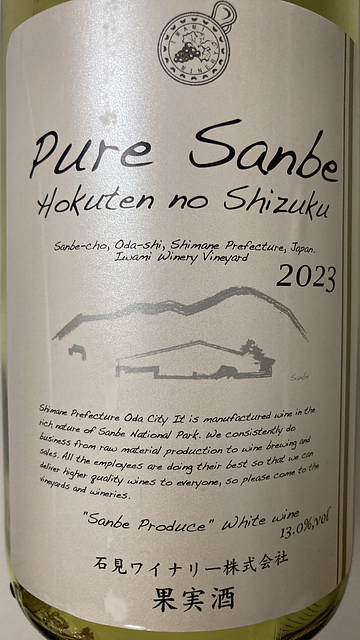 Pure Sanbe
Hokuten no Shizuku
Sanbe-cho, Oda-shi, Shimane Prefecture, Japan.
Iwami Winery Vineyard
2023
Sanbe
Shimane Prefecture Oda City It is manufactured wine in the
rich nature of Sanbe National Park. We consistently do
business from raw material production to wine brewing and
sales. All the employees are doing their best so that we can
deliver higher quality wines to everyone, so please come to the
vineyards and wineries.
"Sanbe Produce" White wine
13.0%,vol
石見ワイナリー株式会社
果実酒